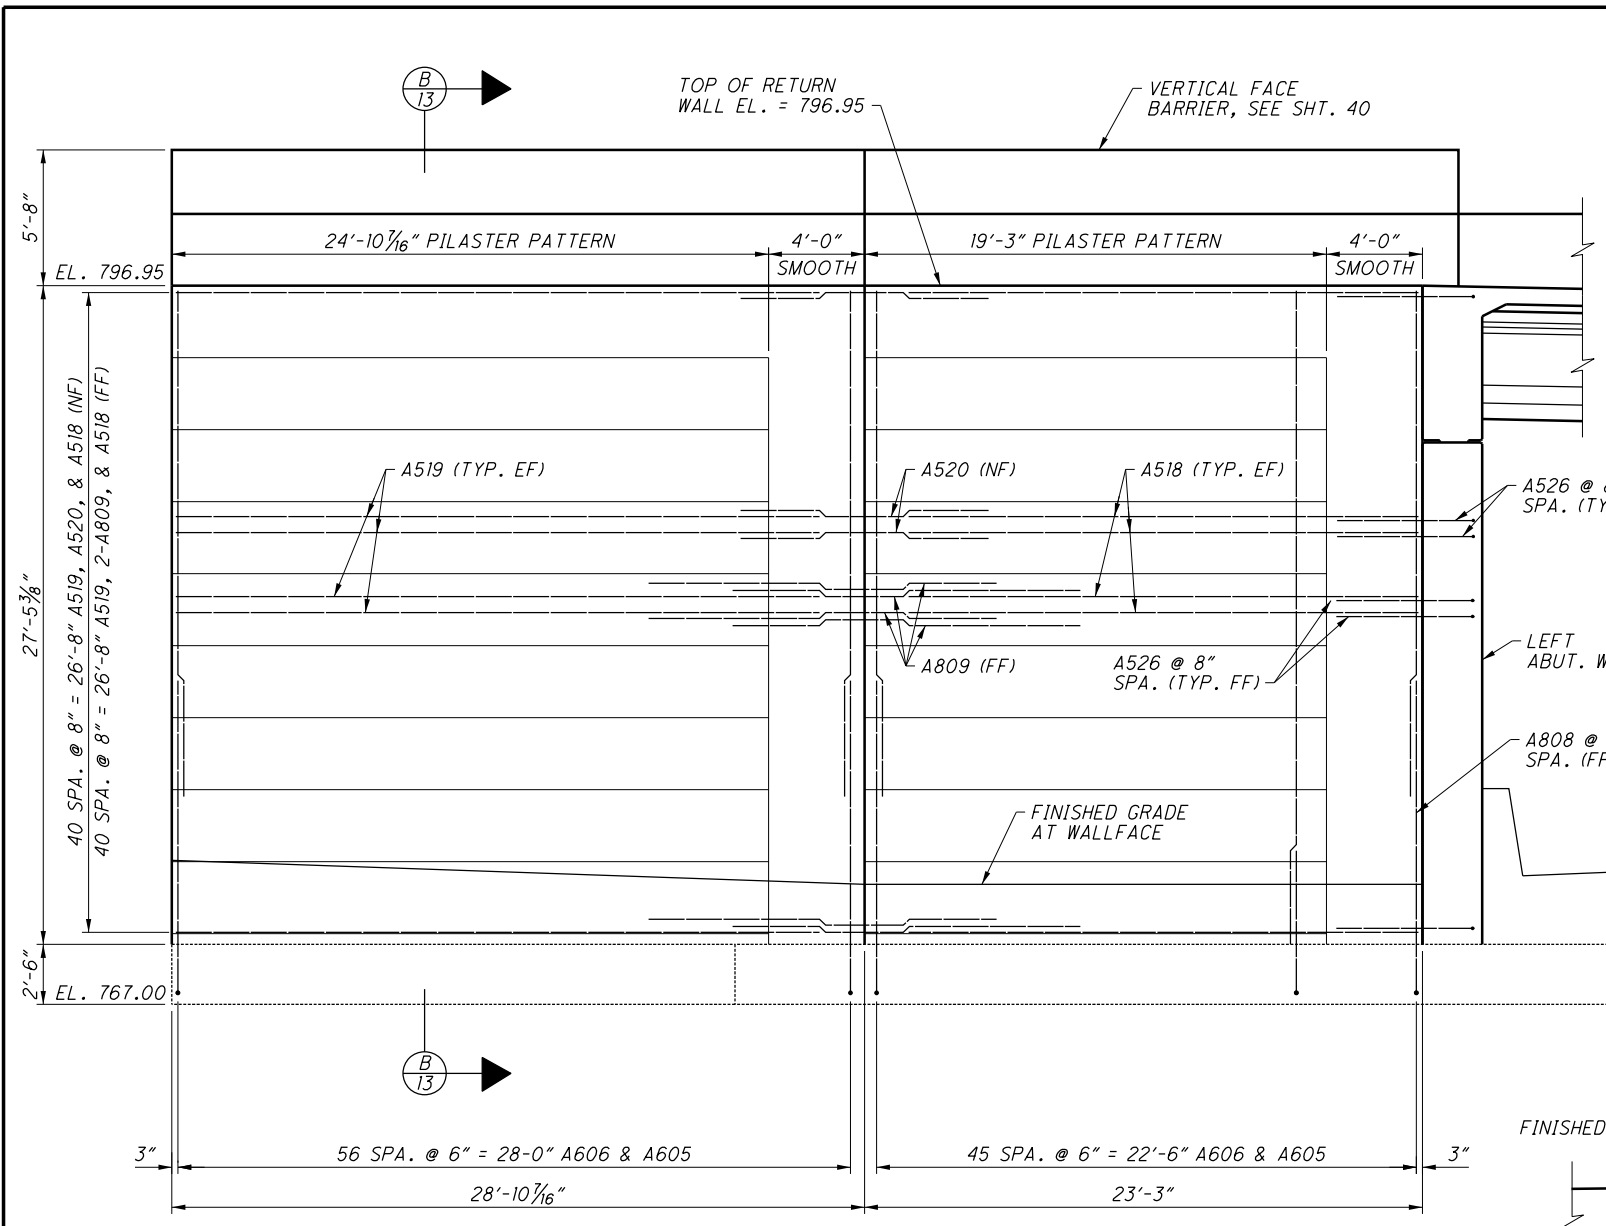 B
13
TOP OF RETURN
WALL EL. = 796.95
VERTICAL FACE
BARRIER, SEE SHT. 40
5'-8"
24'-10 7/16" PILASTER PATTERN
4'-0"
SMOOTH
19'-3" PILASTER PATTERN
4'-0"
SMOOTH
EL. 796.95
40 SPA. @ 8" = 26'-8" A519, A520, & A518 (NF)
40 SPA. @ 8" = 26'-8" A519, 2-A809, & A518 (FF)
27'-5 3/8"
A519 (TYP. EF)
A520 (NF)
A518 (TYP. EF)
A526 @
SPA. (TY
A809 (FF)
A526 @ 8"
SPA. (TYP. FF)
LEFT
ABUT. W
A808 @
SPA. (FF
FINISHED GRADE
AT WALLFACE
2'-6"
EL. 767.00
B
13
FINISHED
3"
56 SPA. @ 6" = 28'-0" A606 & A605
45 SPA. @ 6" = 22'-6" A606 & A605
3"
28'-10 7/16"
23'-3"